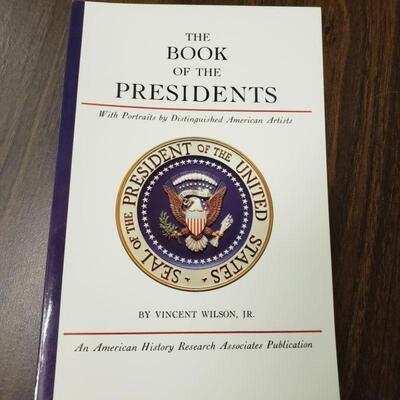 THE
BOOK
OF THE
PRESIDENTS
With Portraits by Distinguished American Artists
SEAL OF THE PRESIDENT OF THE UNITED STATES
BY VINCENT WILSON, JR.
An American History Research Associates Publication